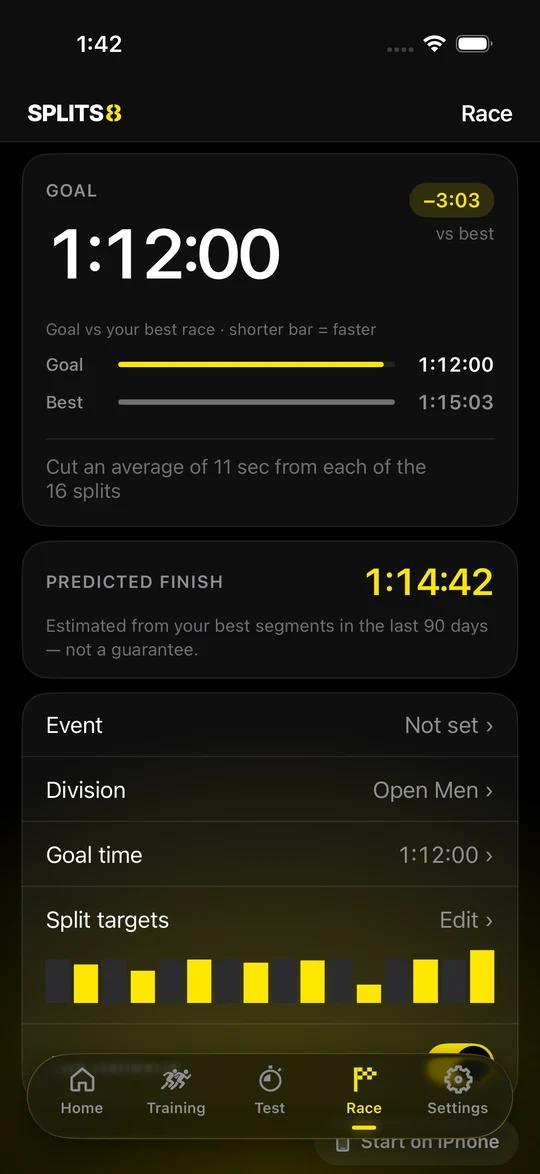 1:42
SPLITS8
Race
GOAL
−3:03
1:12:00
vs best
Goal vs your best race · shorter bar = faster
Goal 1:12:00
Best 1:15:03
Cut an average of 11 sec from each of the
16 splits
PREDICTED FINISH 1:14:42
Estimated from your best segments in the last 90 days
— not a guarantee.
Event Not set ›
Division Open Men ›
Goal time 1:12:00 ›
Split targets Edit ›
Home Training Test Race Settings
Start on iPhone